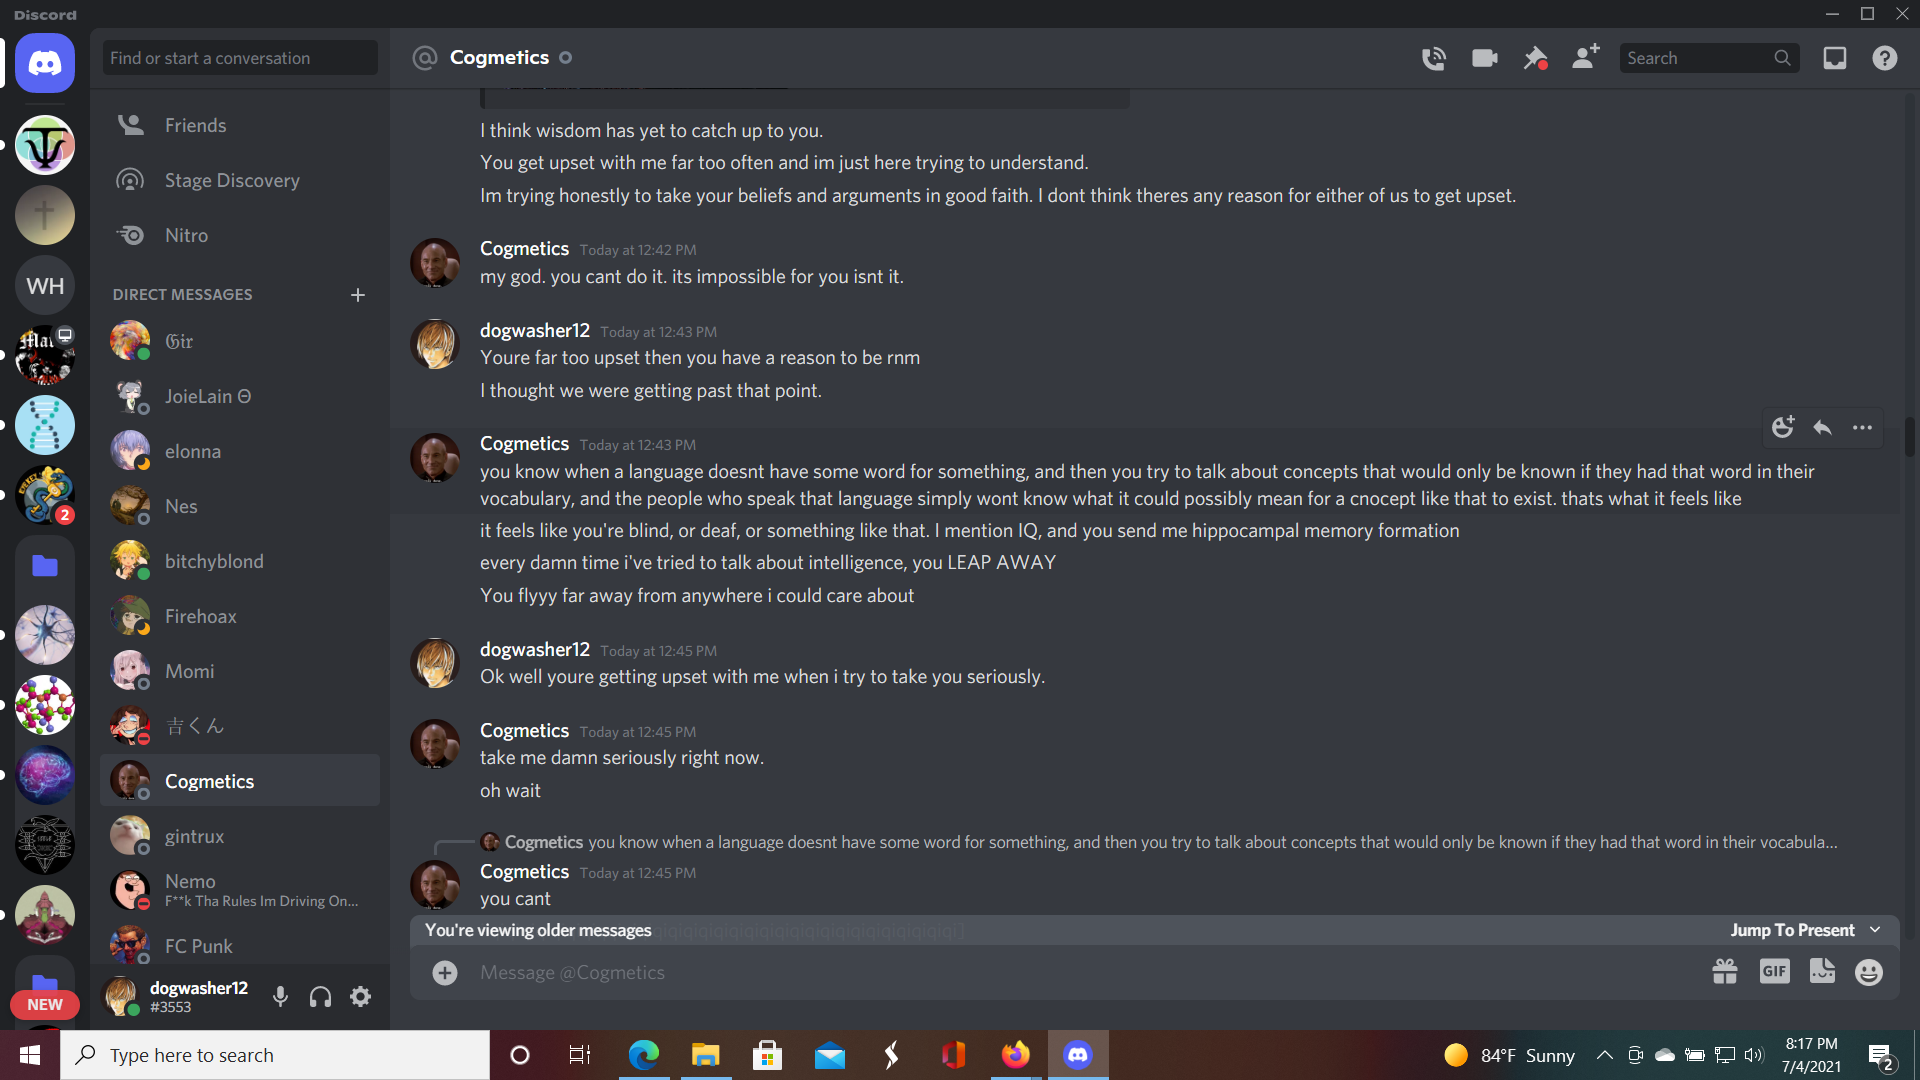 Discord
Find or start a conversation
Friends
Stage Discovery
Nitro
DIRECT MESSAGES
𝔊𝔦𝔯
JoieLain Θ
elonna
Nes
bitchyblond
Firehoax
Momi
吉くん
Cogmetics
gintrux
Nemo
F**k Tha Rules Im Driving On...
FC Punk
dogwasher12
#3553
WH
2
NEW
Cogmetics
Search
I think wisdom has yet to catch up to you.
You get upset with me far too often and im just here trying to understand.
Im trying honestly to take your beliefs and arguments in good faith. I dont think theres any reason for either of us to get upset.
Cogmetics Today at 12:42 PM
my god. you cant do it. its impossible for you isnt it.
dogwasher12 Today at 12:43 PM
Youre far too upset then you have a reason to be rnm
I thought we were getting past that point.
Cogmetics Today at 12:43 PM
you know when a language doesnt have some word for something, and then you try to talk about concepts that would only be known if they had that word in their
vocabulary, and the people who speak that language simply wont know what it could possibly mean for a cnocept like that to exist. thats what it feels like
it feels like you're blind, or deaf, or something like that. I mention IQ, and you send me hippocampal memory formation
every damn time i've tried to talk about intelligence, you LEAP AWAY
You flyyy far away from anywhere i could care about
dogwasher12 Today at 12:45 PM
Ok well youre getting upset with me when i try to take you seriously.
Cogmetics Today at 12:45 PM
take me damn seriously right now.
oh wait
Cogmetics you know when a language doesnt have some word for something, and then you try to talk about concepts that would only be known if they had that word in their vocabula...
Cogmetics Today at 12:45 PM
you cant
You're viewing older messages
Jump To Present
Message @Cogmetics
GIF
Type here to search
84°F Sunny
8:17 PM
7/4/2021
2